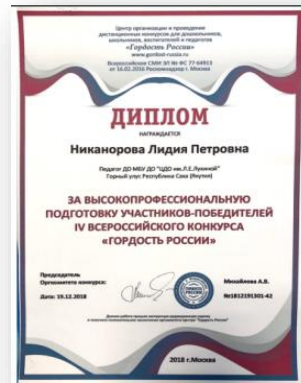 Центр организации и проведения
дистанционных конкурсов для дошкольников,
школьников, воспитателей и педагогов
«Гордость России»
www.gordost-russia.ru
Всероссийское СМИ ЭЛ № ФС 77-64913
от 16.02.2016 Роскомнадзор г. Москва
ДИПЛОМ
НАГРАЖДАЕТСЯ
Никанорова Лидия Петровна
Педагог ДО МБУ ДО "ЦДО им.Л.Е.Лукиной"
Горный улус Республика Саха (Якутия)
ЗА ВЫСОКОПРОФЕССИОНАЛЬНУЮ
ПОДГОТОВКУ УЧАСТНИКОВ-ПОБЕДИТЕЛЕЙ
IV ВСЕРОССИЙСКОГО КОНКУРСА
«ГОРДОСТЬ РОССИИ»
Председатель
Оргкомитета конкурса:
Михайлова А.В.
Дата: 19.12.2018
№1812191301-42
2018 г.Москва